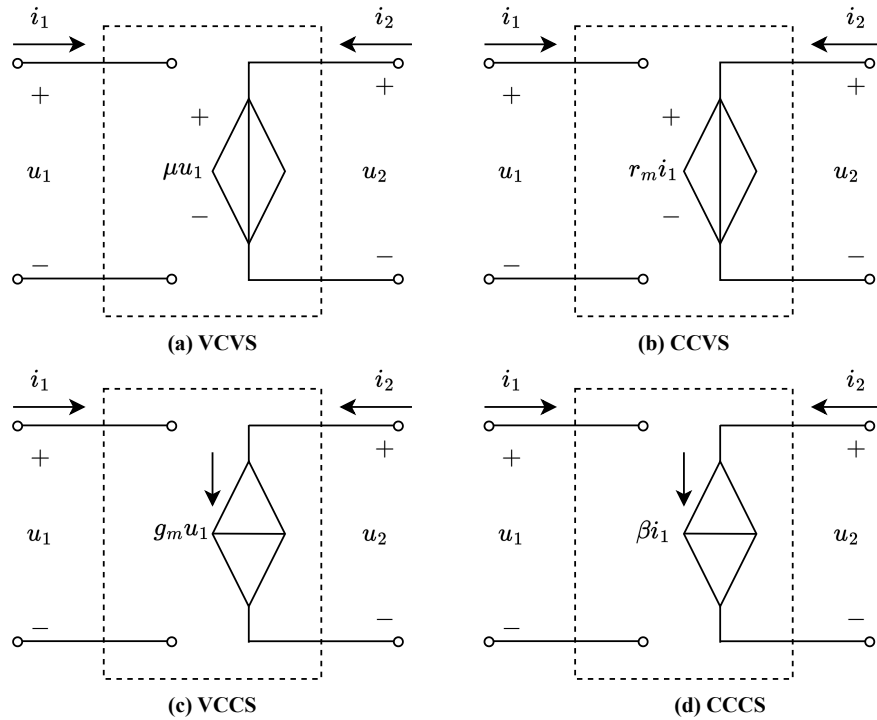 i₁ i₂ i₁ i₂
+ + + + + +
u₁ μu₁ u₂ u₁ rₘi₁ u₂
− − − − − −
(a) VCVS (b) CCVS
i₁ i₂ i₁ i₂
+ + + +
u₁ gₘu₁ u₂ u₁ βi₁ u₂
− − − −
(c) VCCS (d) CCCS